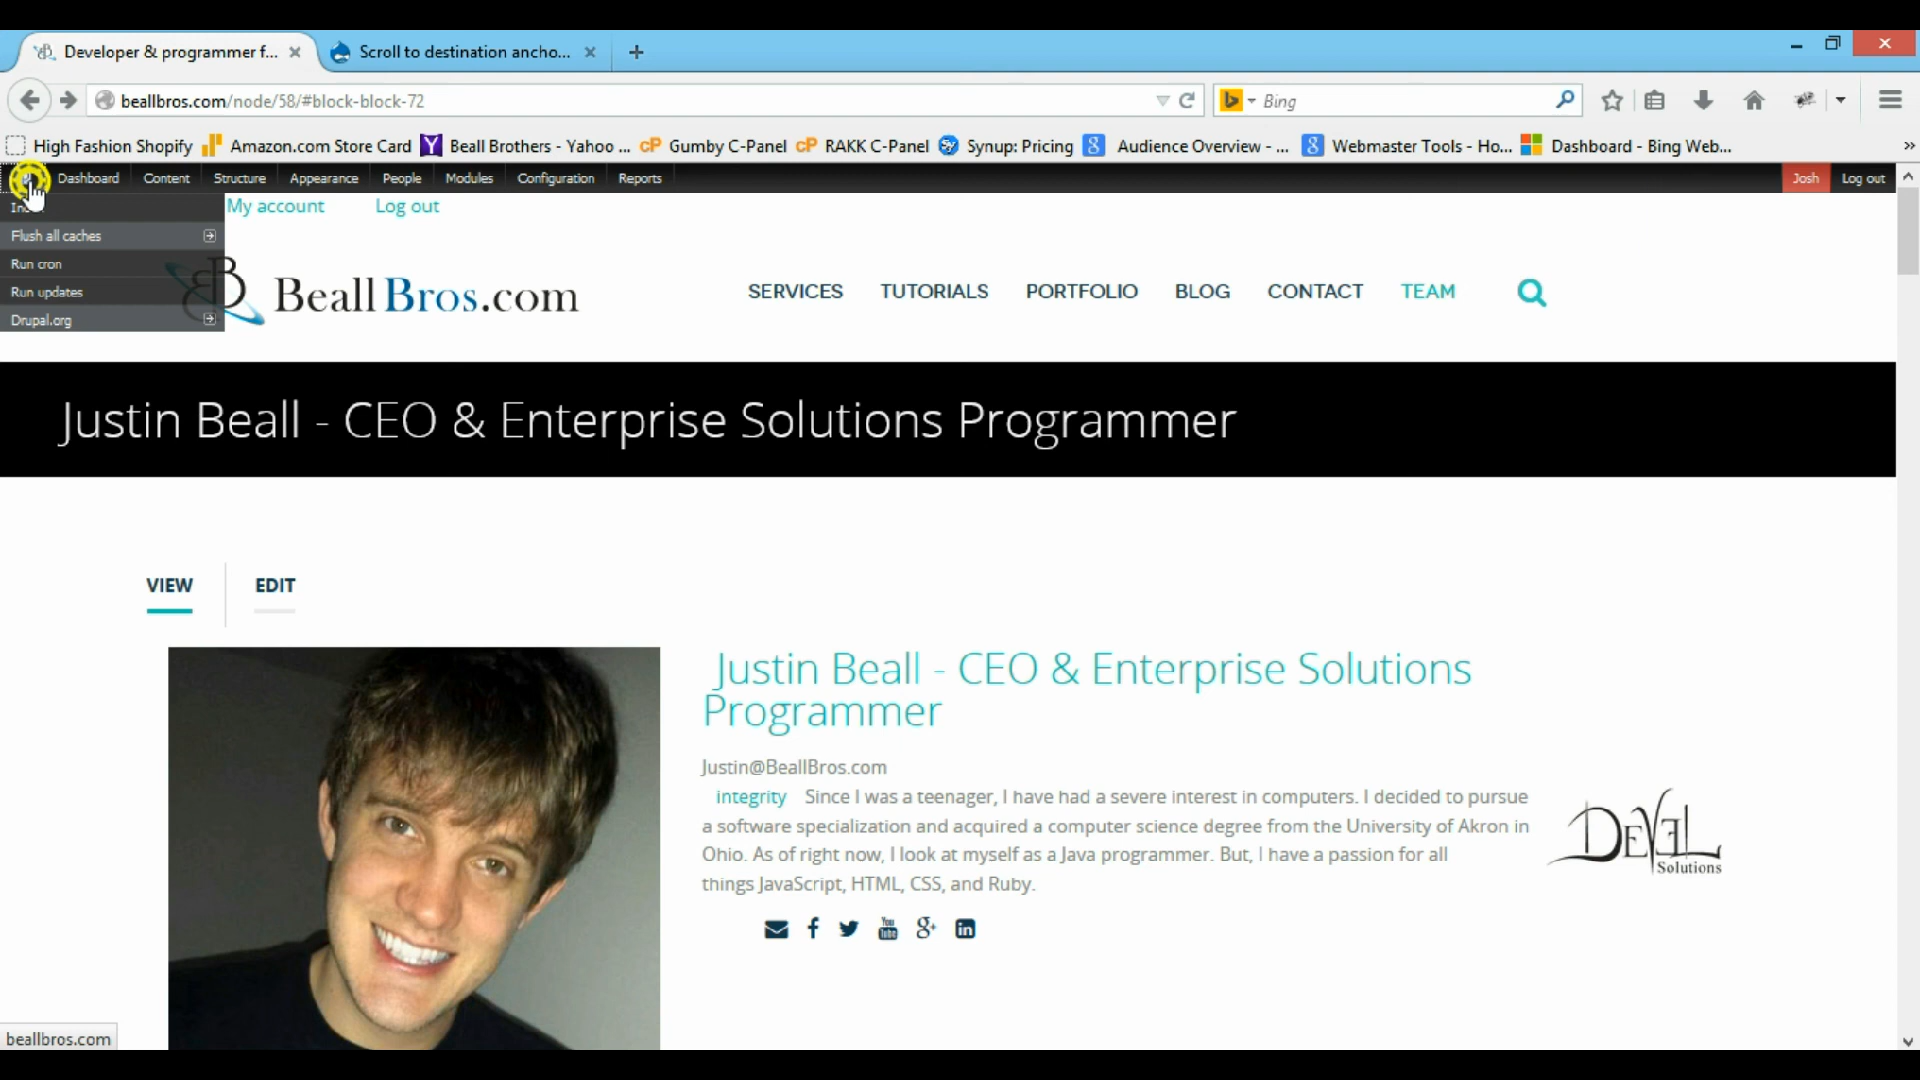 Developer & programmer f...
Scroll to destination ancho...
beallbros.com/node/58/#block-block-72
Bing
High Fashion Shopify
Amazon.com Store Card
Beall Brothers - Yahoo ...
cP Gumby C-Panel
cP RAKK C-Panel
Synup: Pricing
Audience Overview - ...
Webmaster Tools - Ho...
Dashboard - Bing Web...
Dashboard Content Structure Appearance People Modules Configuration Reports
Josh Log out
Flush all caches
Run cron
Run updates
Drupal.org
My account Log out
Beall Bros.com
SERVICES TUTORIALS PORTFOLIO BLOG CONTACT TEAM
Justin Beall - CEO & Enterprise Solutions Programmer
VIEW EDIT
Justin Beall - CEO & Enterprise Solutions
Programmer
Justin@BeallBros.com
integrity Since I was a teenager, I have had a severe interest in computers. I decided to pursue
a software specialization and acquired a computer science degree from the University of Akron in
Ohio. As of right now, I look at myself as a Java programmer. But, I have a passion for all
things JavaScript, HTML, CSS, and Ruby.
DEVEL
Solutions
You
Tube
beallbros.com